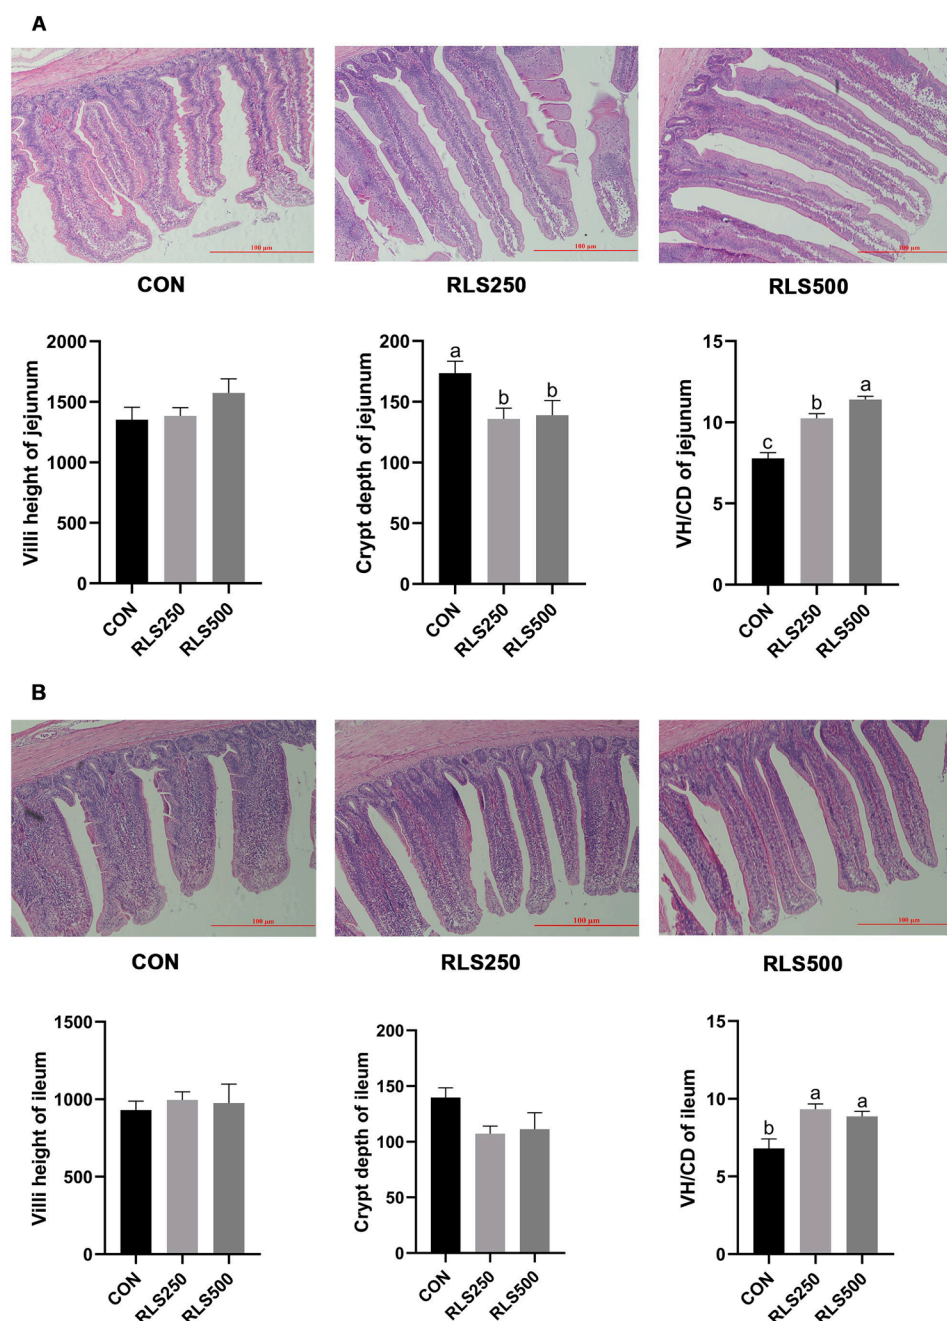 A
100 μm
100 μm
100 μm
CON
RLS250
RLS500
Villi height of jejunum
2000
1500
1000
500
0
CON
RLS250
RLS500
Crypt depth of jejunum
200
150
100
50
0
a
b
b
CON
RLS250
RLS500
VH/CD of jejunum
15
10
5
0
c
b
a
CON
RLS250
RLS500
B
100 μm
100 μm
100 μm
CON
RLS250
RLS500
Villi height of ileum
1500
1000
500
0
CON
RLS250
RLS500
Crypt depth of ileum
200
150
100
50
0
CON
RLS250
RLS500
VH/CD of ileum
15
10
5
0
b
a
a
CON
RLS250
RLS500